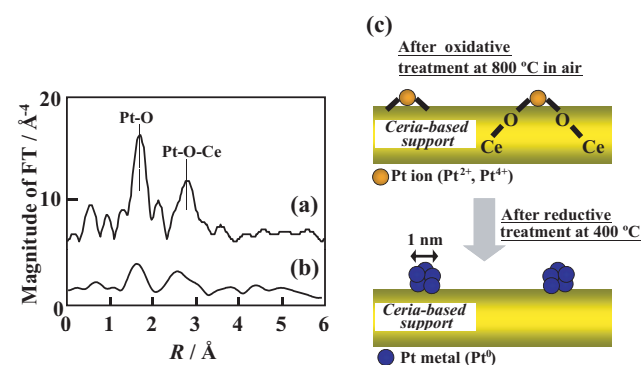 (c)
After oxidative
treatment at 800 ºC in air
Ceria-based
support
O
O
Ce
Ce
Pt ion (Pt2+, Pt4+)
After reductive
treatment at 400 ºC
1 nm
Ceria-based
support
Pt metal (Pt0)
Magnitude of FT / Å-4
20
10
0
Pt-O
Pt-O-Ce
(a)
(b)
0 1 2 3 4 5 6
R / Å